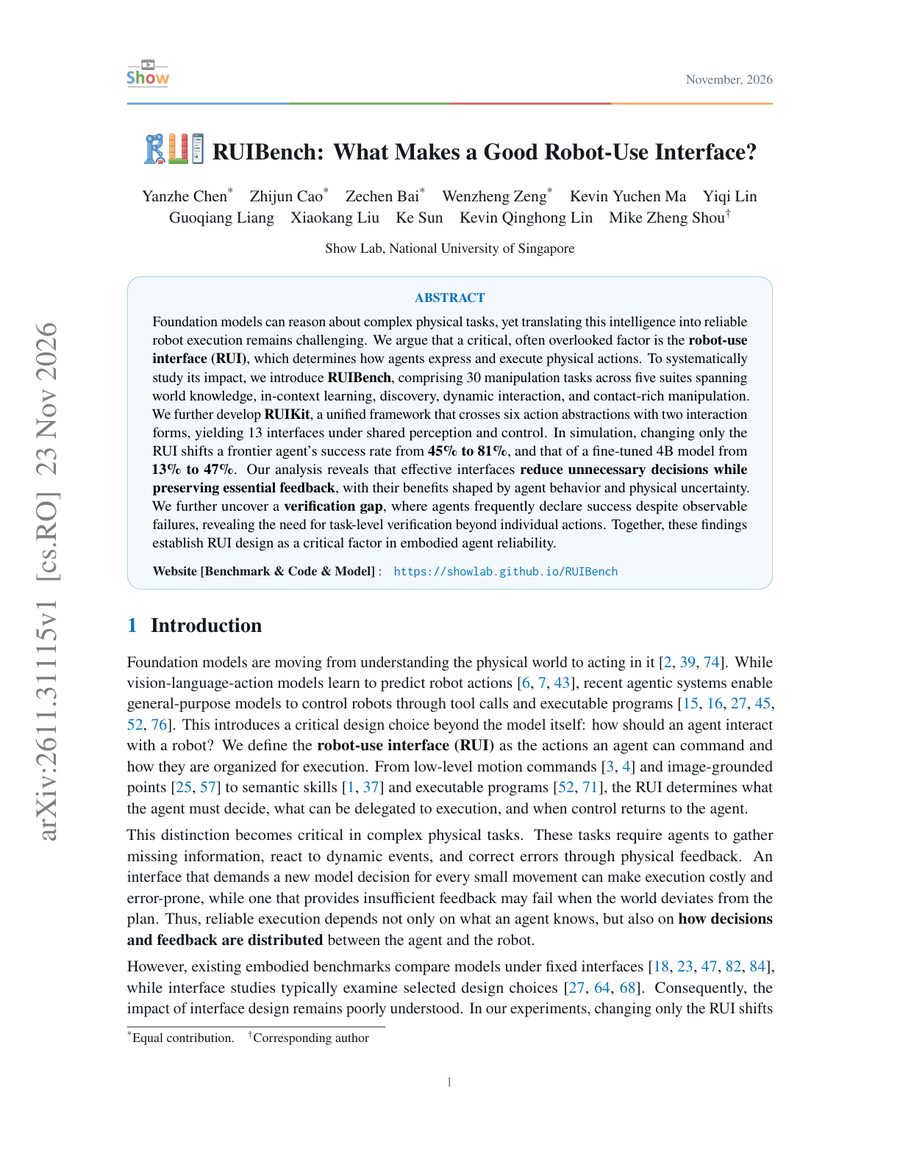 Show
November, 2026
RUI RUIBench: What Makes a Good Robot-Use Interface?
Yanzhe Chen* Zhijun Cao* Zechen Bai* Wenzheng Zeng* Kevin Yuchen Ma Yiqi Lin
Guoqiang Liang Xiaokang Liu Ke Sun Kevin Qinghong Lin Mike Zheng Shou†
Show Lab, National University of Singapore
ABSTRACT
Foundation models can reason about complex physical tasks, yet translating this intelligence into reliable
robot execution remains challenging. We argue that a critical, often overlooked factor is the robot-use
interface (RUI), which determines how agents express and execute physical actions. To systematically
study its impact, we introduce RUIBench, comprising 30 manipulation tasks across five suites spanning
world knowledge, in-context learning, discovery, dynamic interaction, and contact-rich manipulation.
We further develop RUIKit, a unified framework that crosses six action abstractions with two interaction
forms, yielding 13 interfaces under shared perception and control. In simulation, changing only the
RUI shifts a frontier agent's success rate from 45% to 81%, and that of a fine-tuned 4B model from
13% to 47%. Our analysis reveals that effective interfaces reduce unnecessary decisions while
preserving essential feedback, with their benefits shaped by agent behavior and physical uncertainty.
We further uncover a verification gap, where agents frequently declare success despite observable
failures, revealing the need for task-level verification beyond individual actions. Together, these findings
establish RUI design as a critical factor in embodied agent reliability.
Website [Benchmark & Code & Model] : https://showlab.github.io/RUIBench
1 Introduction
Foundation models are moving from understanding the physical world to acting in it [2, 39, 74]. While
vision-language-action models learn to predict robot actions [6, 7, 43], recent agentic systems enable
general-purpose models to control robots through tool calls and executable programs [15, 16, 27, 45,
52, 76]. This introduces a critical design choice beyond the model itself: how should an agent interact
with a robot? We define the robot-use interface (RUI) as the actions an agent can command and
how they are organized for execution. From low-level motion commands [3, 4] and image-grounded
points [25, 57] to semantic skills [1, 37] and executable programs [52, 71], the RUI determines what
the agent must decide, what can be delegated to execution, and when control returns to the agent.
This distinction becomes critical in complex physical tasks. These tasks require agents to gather
missing information, react to dynamic events, and correct errors through physical feedback. An
interface that demands a new model decision for every small movement can make execution costly and
error-prone, while one that provides insufficient feedback may fail when the world deviates from the
plan. Thus, reliable execution depends not only on what an agent knows, but also on how decisions
and feedback are distributed between the agent and the robot.
However, existing embodied benchmarks compare models under fixed interfaces [18, 23, 47, 82, 84],
while interface studies typically examine selected design choices [27, 64, 68]. Consequently, the
impact of interface design remains poorly understood. In our experiments, changing only the RUI shifts
*Equal contribution. †Corresponding author
1
arXiv:2611.31115v1 [cs.RO] 23 Nov 2026